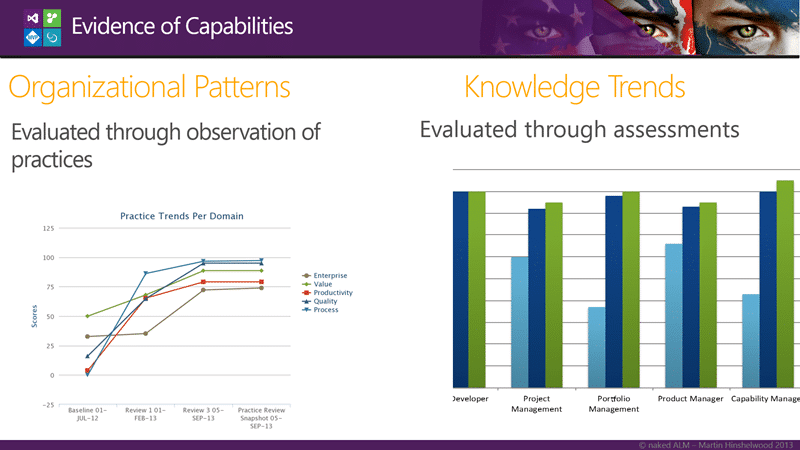 Evidence of Capabilities
Organizational Patterns
Evaluated through observation of
practices
Practice Trends Per Domain
125
100
75
50
25
0
-25
Scores
Baseline 01-
JUL-12
Review 1 01-
FEB-13
Review 3 05-
SEP-13
Practice Review
Snapshot 05-
SEP-13
Enterprise
Value
Productivity
Quality
Process
Knowledge Trends
Evaluated through assessments
Developer
Project
Management
Portfolio
Management
Product Manager
Capability Manage
© naked ALM - Martin Hinshelwood 2013